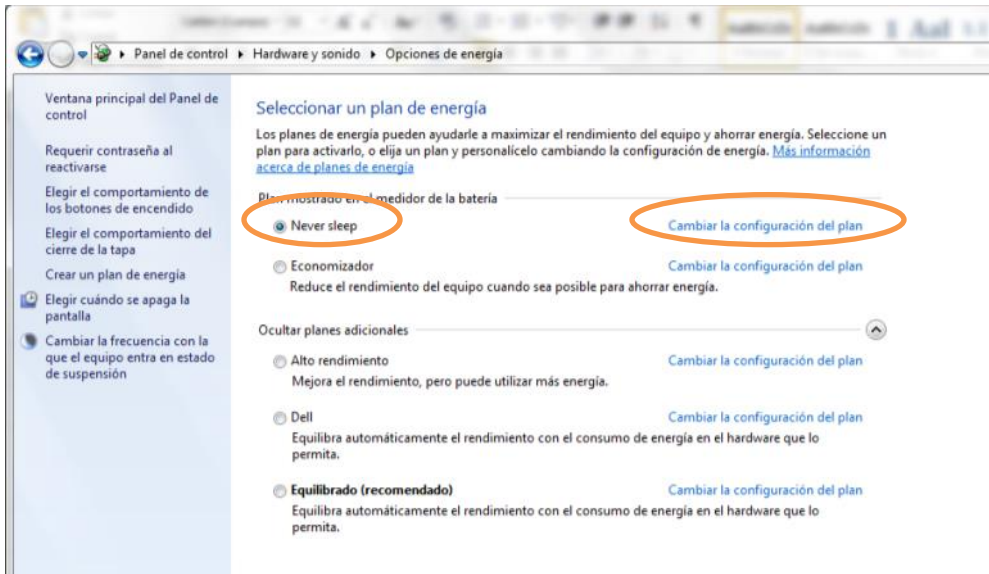 Panel de control ▸ Hardware y sonido ▸ Opciones de energía
Ventana principal del Panel de
control
Requerir contraseña al
reactivarse
Elegir el comportamiento de
los botones de encendido
Elegir el comportamiento del
cierre de la tapa
Crear un plan de energía
Elegir cuándo se apaga la
pantalla
Cambiar la frecuencia con la
que el equipo entra en estado
de suspensión
Seleccionar un plan de energía
Los planes de energía pueden ayudarle a maximizar el rendimiento del equipo y ahorrar energía. Seleccione un
plan para activarlo, o elija un plan y personalícelo cambiando la configuración de energía. Más información
acerca de planes de energía
Plan mostrado en el medidor de la batería
Never sleep Cambiar la configuración del plan
Economizador Cambiar la configuración del plan
Reduce el rendimiento del equipo cuando sea posible para ahorrar energía.
Ocultar planes adicionales
Alto rendimiento Cambiar la configuración del plan
Mejora el rendimiento, pero puede utilizar más energía.
Dell Cambiar la configuración del plan
Equilibra automáticamente el rendimiento con el consumo de energía en el hardware que lo
permita.
Equilibrado (recomendado) Cambiar la configuración del plan
Equilibra automáticamente el rendimiento con el consumo de energía en el hardware que lo
permita.